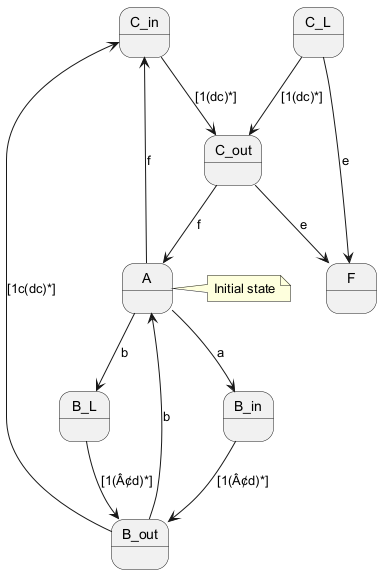 C_in
C_L
[1(dc)*]
[1(dc)*]
C_out
f
e
f
e
A
Initial state
F
[1c(dc)*]
b
a
B_L
b
B_in
[1(Â¢d)*]
[1(Â¢d)*]
B_out